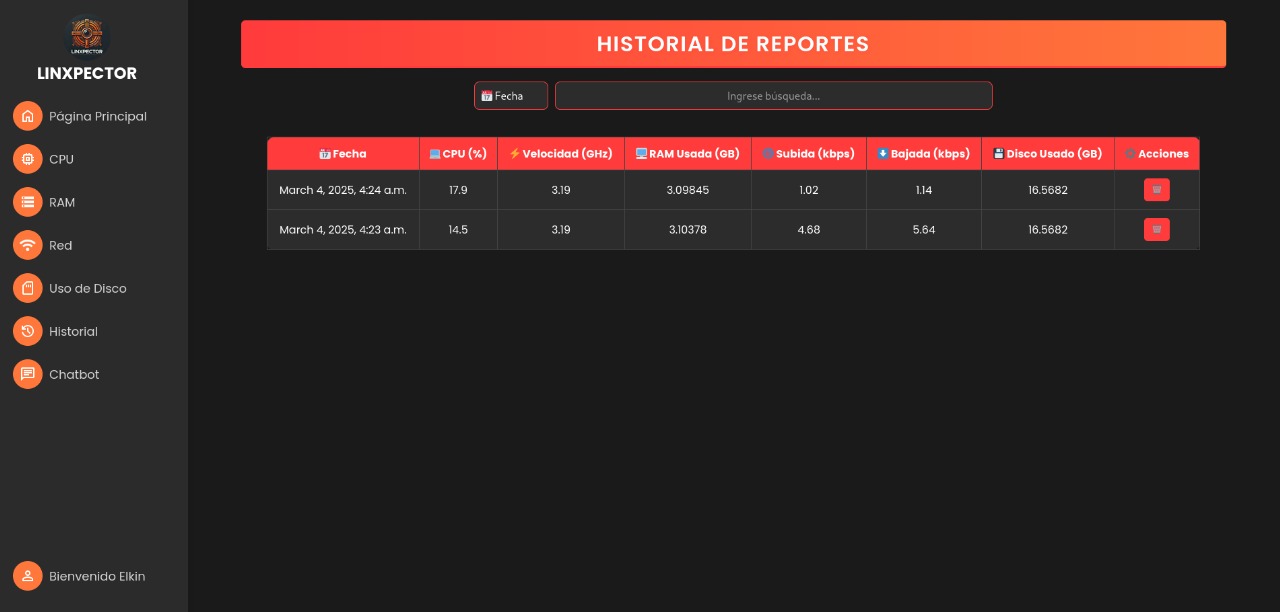 LINXPECTOR
LINXPECTOR
Página Principal
CPU
RAM
Red
Uso de Disco
Historial
Chatbot
Bienvenido Elkin
HISTORIAL DE REPORTES
Fecha
Ingrese búsqueda...
Fecha CPU (%) Velocidad (GHz) RAM Usada (GB) Subida (kbps) Bajada (kbps) Disco Usado (GB) Acciones
March 4, 2025, 4:24 a.m. 17.9 3.19 3.09845 1.02 1.14 16.5682
March 4, 2025, 4:23 a.m. 14.5 3.19 3.10378 4.68 5.64 16.5682